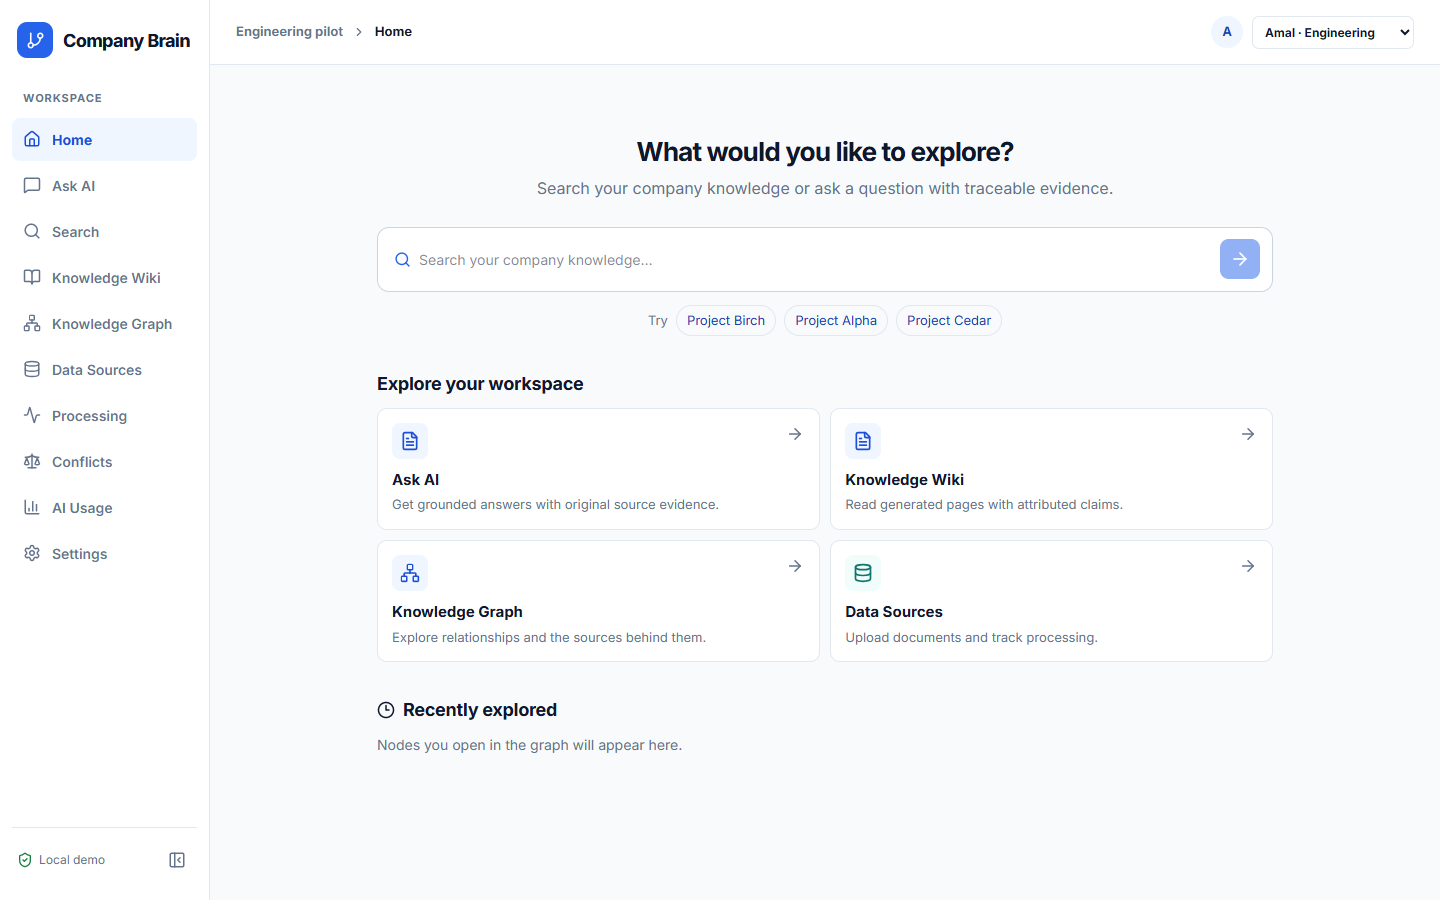 Company Brain
WORKSPACE
Home
Ask AI
Search
Knowledge Wiki
Knowledge Graph
Data Sources
Processing
Conflicts
AI Usage
Settings
Local demo
Engineering pilot > Home
A
Amal · Engineering
What would you like to explore?
Search your company knowledge or ask a question with traceable evidence.
Search your company knowledge...
Try Project Birch Project Alpha Project Cedar
Explore your workspace
Ask AI
Get grounded answers with original source evidence.
Knowledge Wiki
Read generated pages with attributed claims.
Knowledge Graph
Explore relationships and the sources behind them.
Data Sources
Upload documents and track processing.
Recently explored
Nodes you open in the graph will appear here.